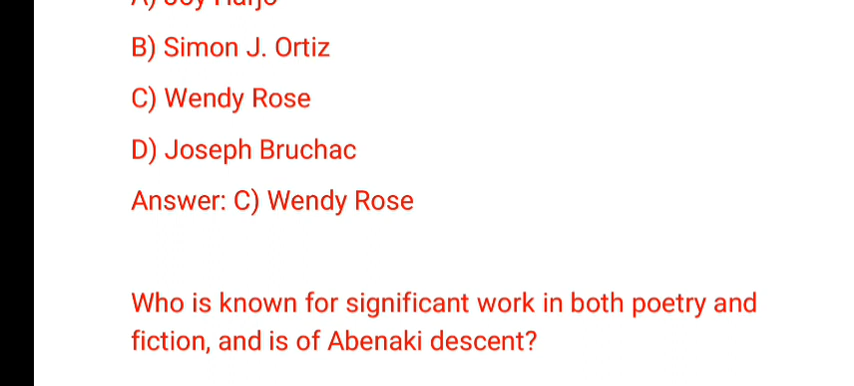 B) Simon J. Ortiz
C) Wendy Rose
D) Joseph Bruchac
Answer: C) Wendy Rose
Who is known for significant work in both poetry and
fiction, and is of Abenaki descent?